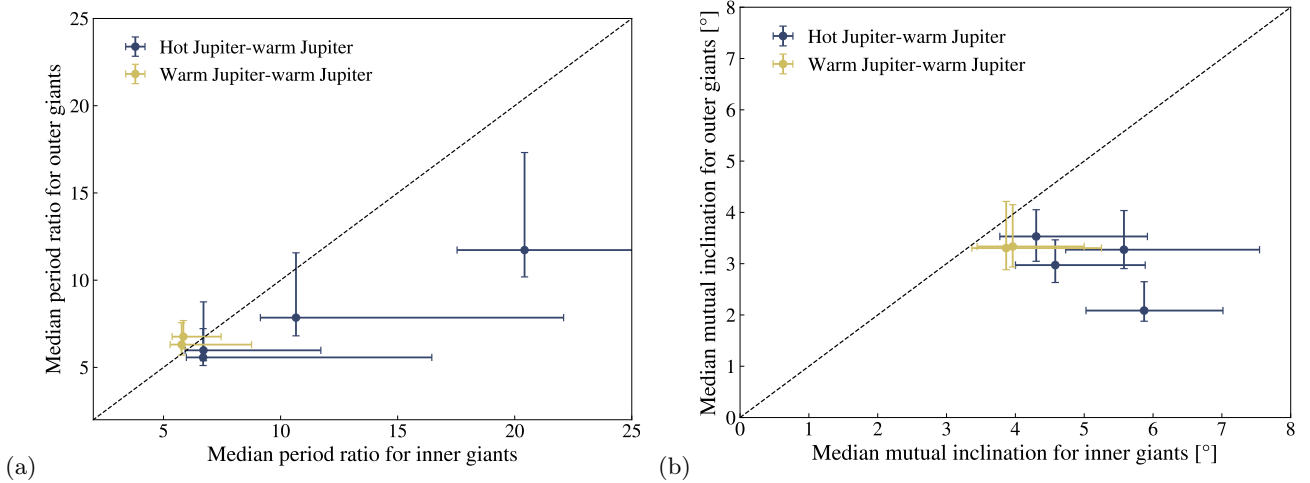 25
20
15
10
5
5
10
15
20
25
Median period ratio for outer giants
Median period ratio for inner giants
Hot Jupiter-warm Jupiter
Warm Jupiter-warm Jupiter
(a)
8
7
6
5
4
3
2
1
0
0
1
2
3
4
5
6
7
8
Median mutual inclination for outer giants [°]
Median mutual inclination for inner giants [°]
Hot Jupiter-warm Jupiter
Warm Jupiter-warm Jupiter
(b)